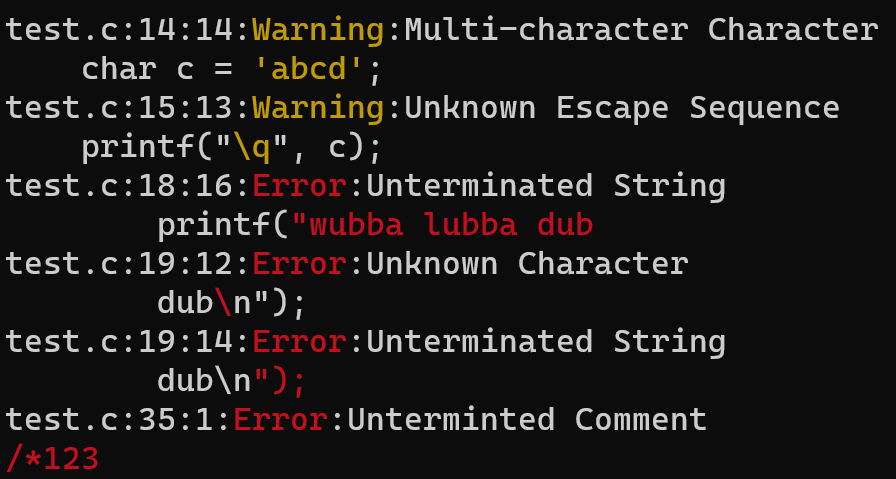 test.c:14:14:Warning:Multi-character Character
    char c = 'abcd';
test.c:15:13:Warning:Unknown Escape Sequence
    printf("\q", c);
test.c:18:16:Error:Unterminated String
        printf("wubba lubba dub
test.c:19:12:Error:Unknown Character
        dub\n");
test.c:19:14:Error:Unterminated String
        dub\n");
test.c:35:1:Error:Unterminted Comment
/*123